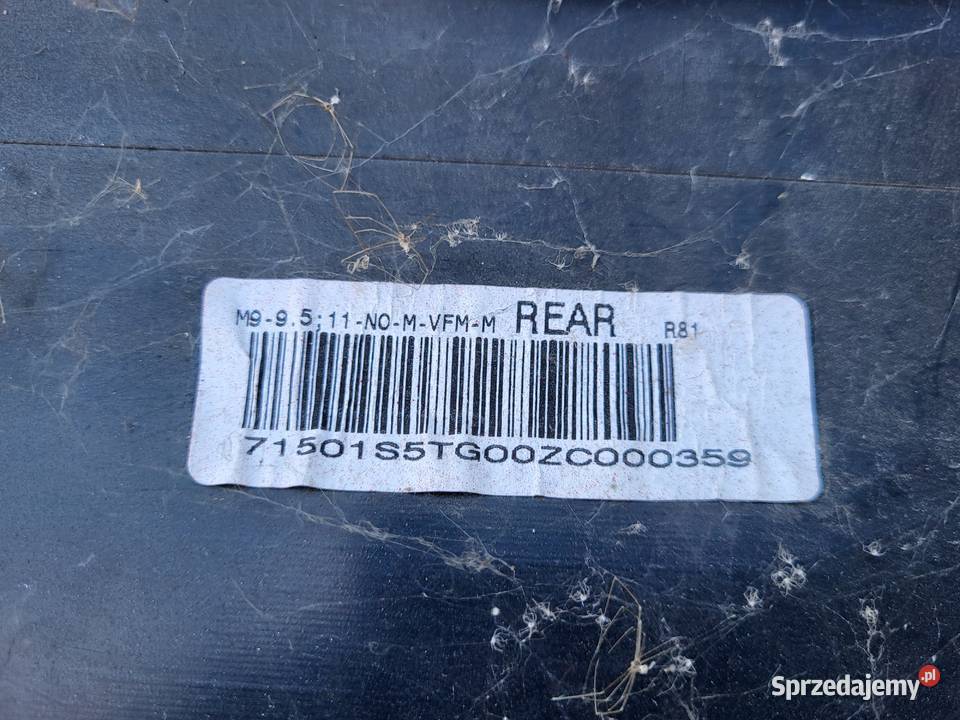 M9-9.5;11-NO-M-VFM-M REAR R81
71501S5TG00ZC000359
Sprzedajemy.pl